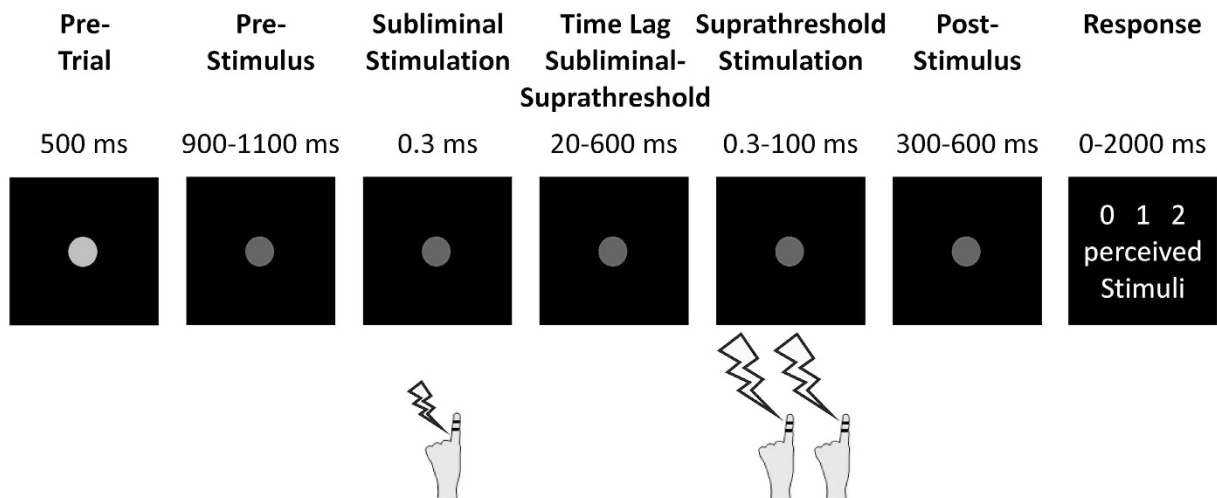 Pre-
Trial
Pre-
Stimulus
Subliminal
Stimulation
Time Lag
Subliminal-
Suprathreshold
Suprathreshold
Stimulation
Post-
Stimulus
Response
500 ms
900-1100 ms
0.3 ms
20-600 ms
0.3-100 ms
300-600 ms
0-2000 ms
0 1 2
perceived
Stimuli